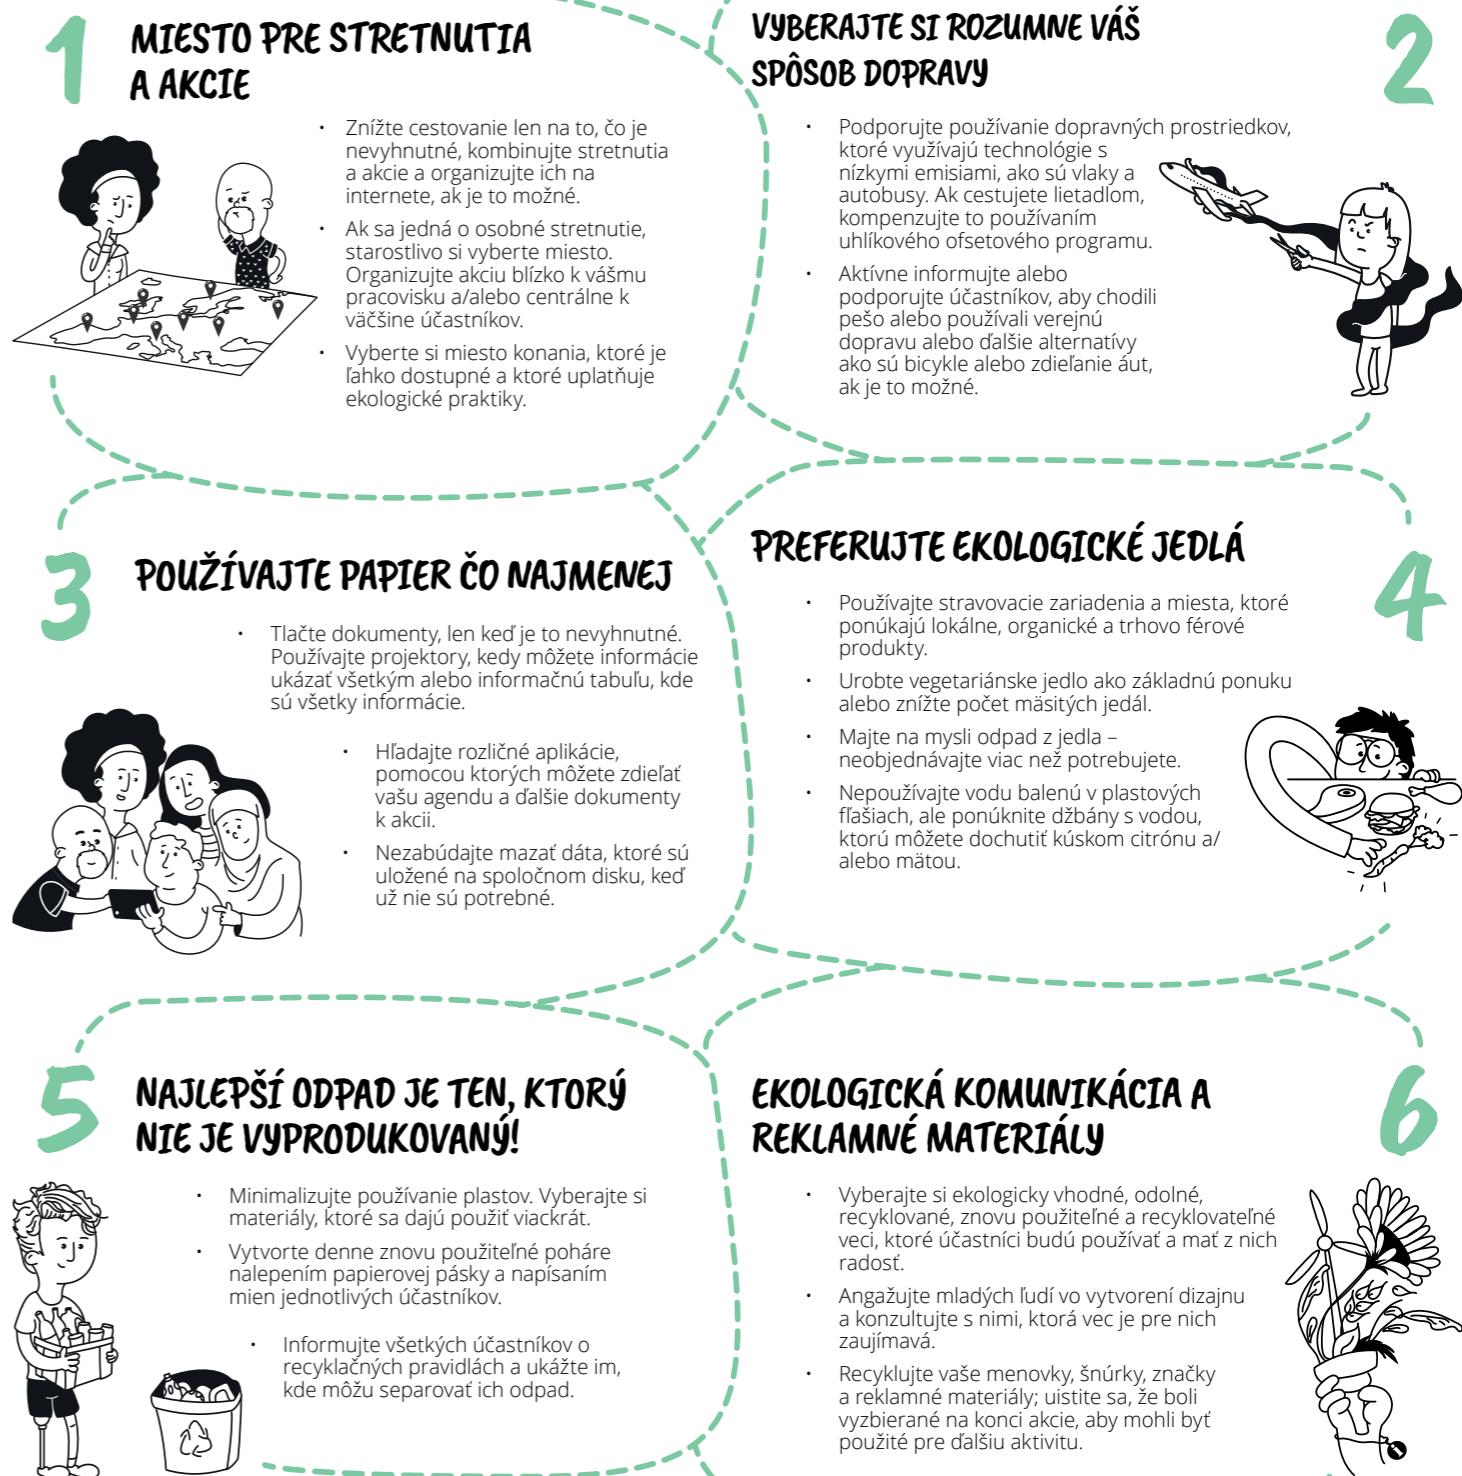 1
MIESTO PRE STRETNUTIA
A AKCIE
• Znížte cestovanie len na to, čo je
nevyhnutné, kombinujte stretnutia
a akcie a organizujte ich na
internete, ak je to možné.
• Ak sa jedná o osobné stretnutie,
starostlivo si vyberte miesto.
Organizujte akciu blízko k vášmu
pracovisku a/alebo centrálne k
väčšine účastníkov.
• Vyberte si miesto konania, ktoré je
ľahko dostupné a ktoré uplatňuje
ekologické praktiky.
2
VYBERAJTE SI ROZUMNE VÁŠ
SPÔSOB DOPRAVY
• Podporujte používanie dopravných prostriedkov,
ktoré využívajú technológie s
nízkymi emisiami, ako sú vlaky a
autobusy. Ak cestujete lietadlom,
kompenzujte to používaním
uhlíkového ofsetového programu.
• Aktívne informujte alebo
podporujte účastníkov, aby chodili
pešo alebo používali verejnú
dopravu alebo ďalšie alternatívy
ako sú bicykle alebo zdieľanie áut,
ak je to možné.
3
POUŽÍVAJTE PAPIER ČO NAJMENEJ
• Tlačte dokumenty, len keď je to nevyhnutné.
Používajte projektory, kedy môžete informácie
ukázať všetkým alebo informačnú tabuľu, kde
sú všetky informácie.
• Hľadajte rozličné aplikácie,
pomocou ktorých môžete zdieľať
vašu agendu a ďalšie dokumenty
k akcii.
• Nezabúdajte mazať dáta, ktoré sú
uložené na spoločnom disku, keď
už nie sú potrebné.
4
PREFERUJTE EKOLOGICKÉ JEDLÁ
• Používajte stravovacie zariadenia a miesta, ktoré
ponúkajú lokálne, organické a trhovo férové
produkty.
• Urobte vegetariánske jedlo ako základnú ponuku
alebo znížte počet mäsitých jedál.
• Majte na mysli odpad z jedla –
neobjednávajte viac než potrebujete.
• Nepoužívajte vodu balenú v plastových
fľašiach, ale ponúknite džbány s vodou,
ktorú môžete dochutiť kúskom citrónu a/
alebo mätou.
5
NAJLEPŠÍ ODPAD JE TEN, KTORÝ
NIE JE VYPRODUKOVANÝ!
• Minimalizujte používanie plastov. Vyberajte si
materiály, ktoré sa dajú použiť viackrát.
• Vytvorte denne znovu použiteľné poháre
nalepením papierovej pásky a napísaním
mien jednotlivých účastníkov.
• Informujte všetkých účastníkov o
recyklačných pravidlách a ukážte im,
kde môžu separovať ich odpad.
6
EKOLOGICKÁ KOMUNIKÁCIA A
REKLAMNÉ MATERIÁLY
• Vyberajte si ekologicky vhodné, odolné,
recyklované, znovu použiteľné a recyklovateľné
veci, ktoré účastníci budú používať a mať z nich
radosť.
• Angažujte mladých ľudí vo vytvorení dizajnu
a konzultujte s nimi, ktorá vec je pre nich
zaujímavá.
• Recyklujte vaše menovky, šnúrky, značky
a reklamné materiály; uistite sa, že boli
vyzbierané na konci akcie, aby mohli byť
použité pre ďalšiu aktivitu.